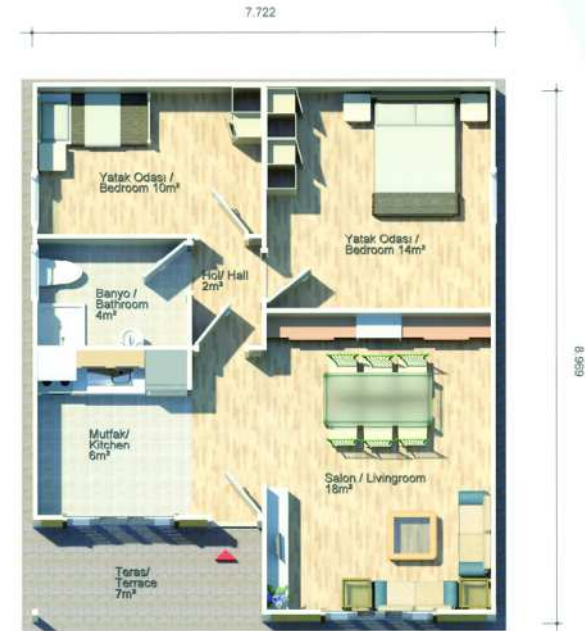 7.722
Yatak Odası /
Bedroom 10m²
Yatak Odası /
Bedroom 14m²
Hol/ Hall
2m²
Banyo /
Bathroom
4m²
8.969
Mutfak/
Kitchen
6m²
Salon / Livingroom
18m²
Teras/
Terrace
7m²